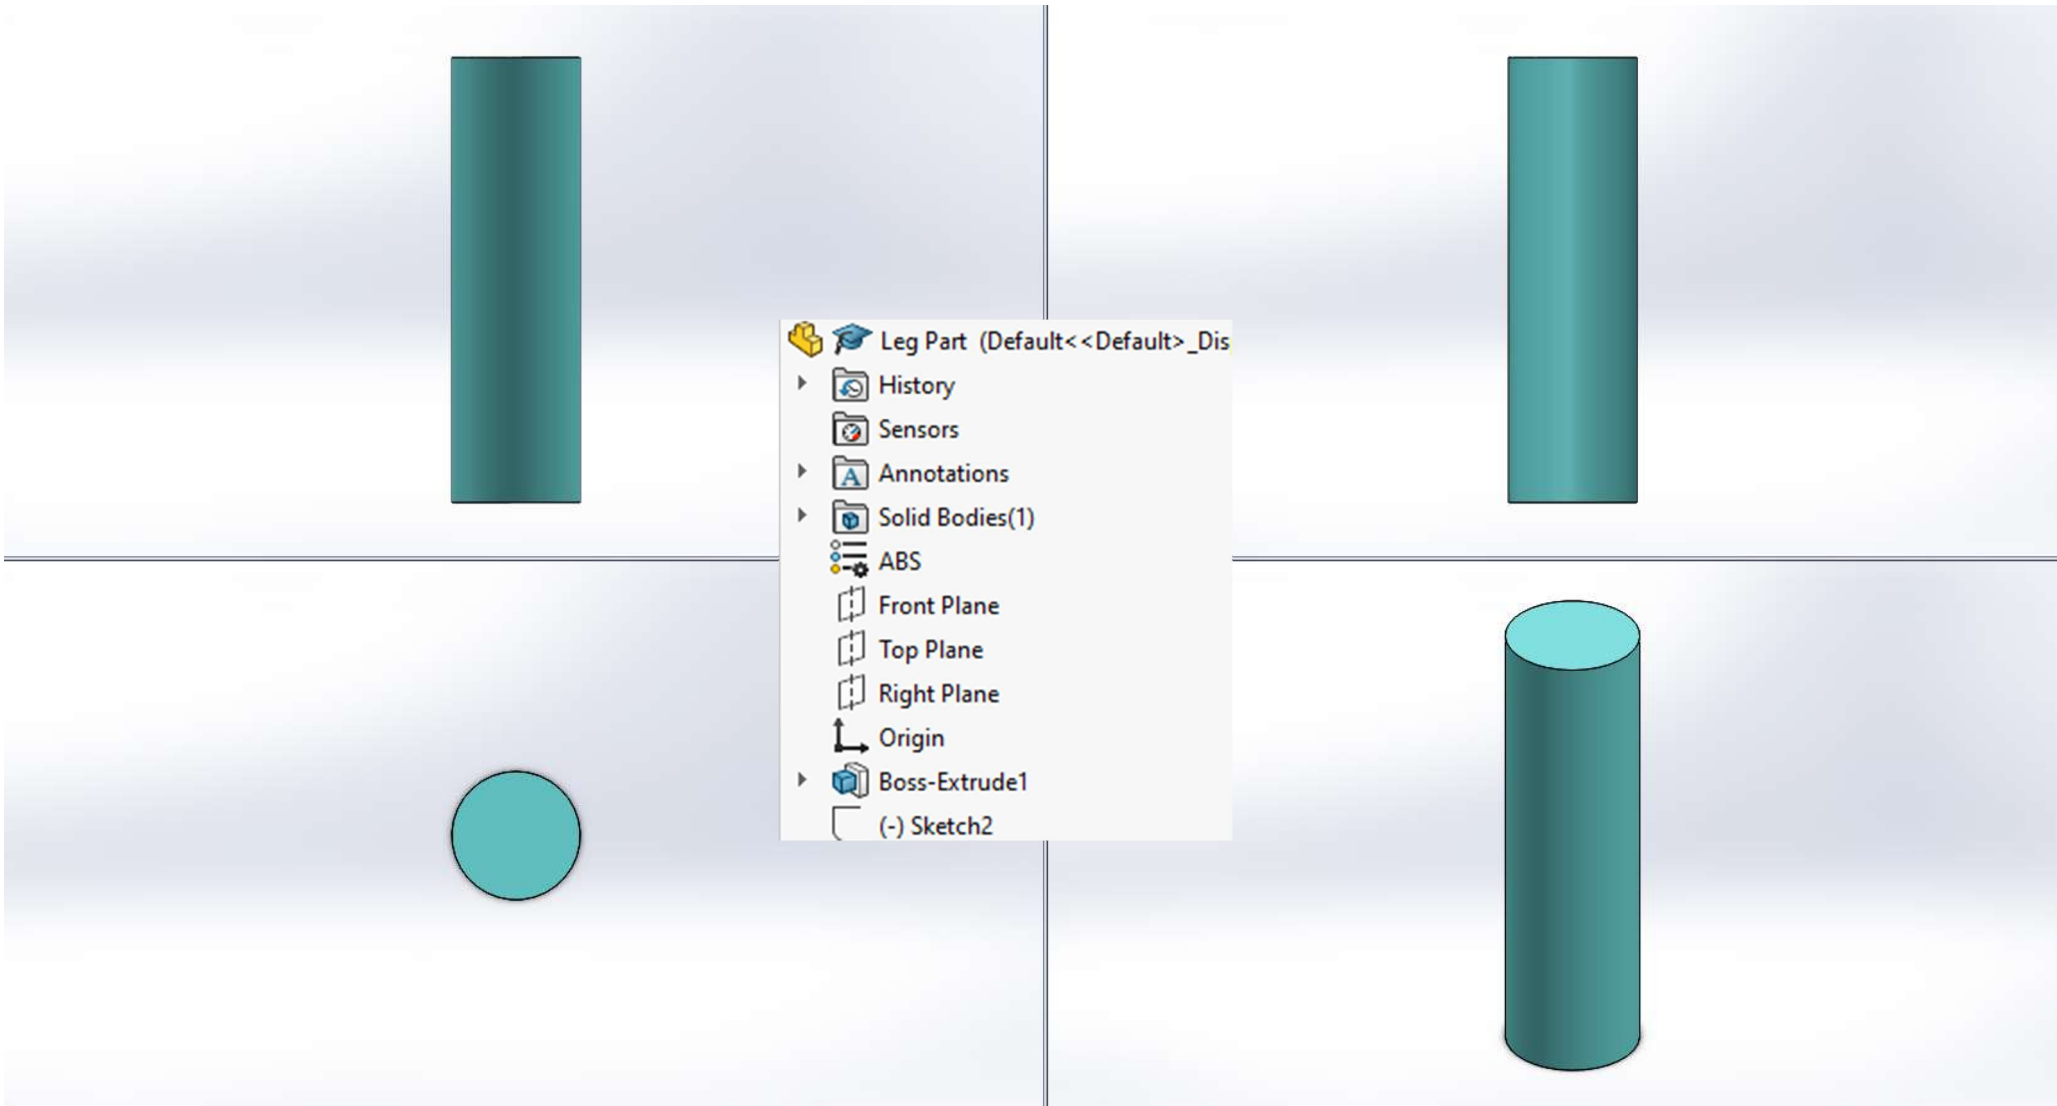 Leg Part (Default<<Default>_Dis
History
Sensors
Annotations
Solid Bodies(1)
ABS
Front Plane
Top Plane
Right Plane
Origin
Boss-Extrude1
(-) Sketch2